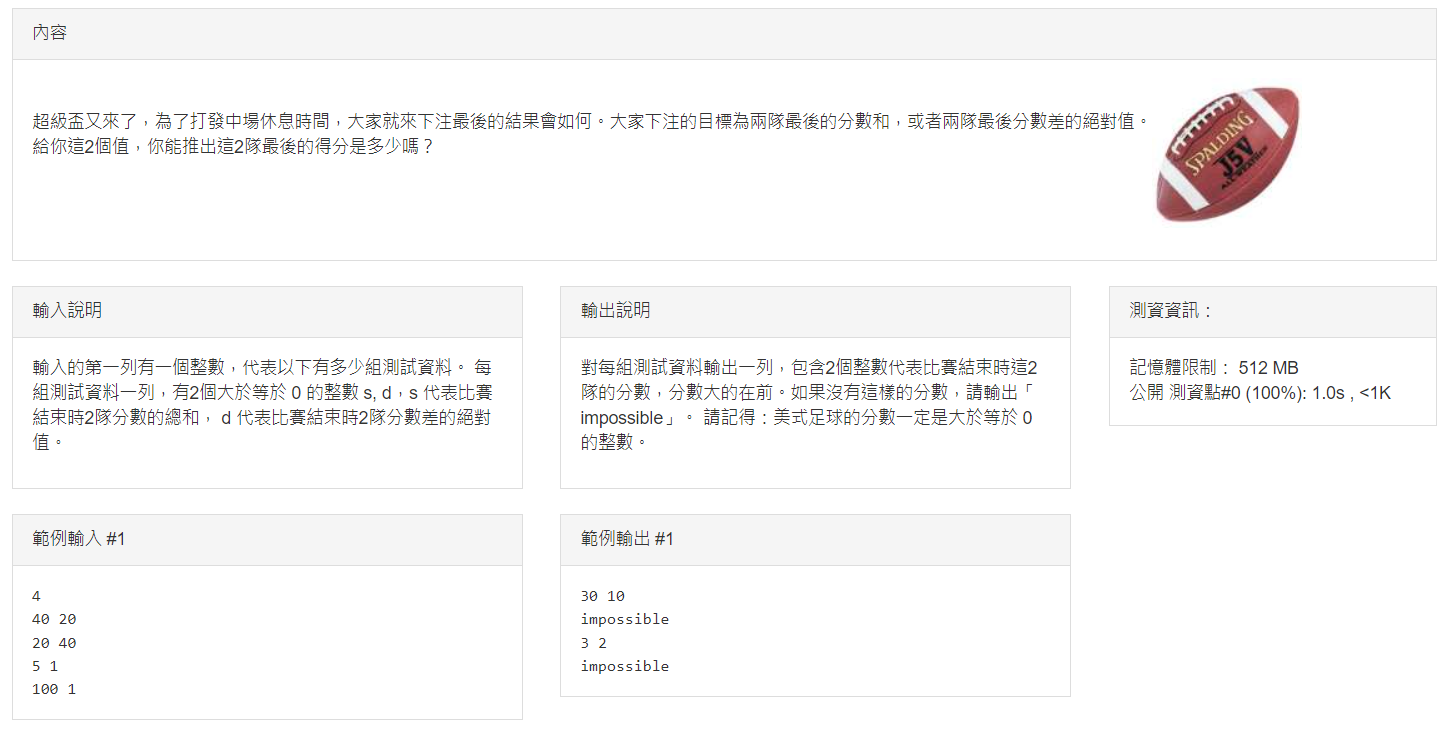 內容
超級盃又來了，為了打發中場休息時間，大家就來下注最後的結果會如何。大家下注的目標為兩隊最後的分數和，或者兩隊最後分數差的絕對值。
給你這2個值，你能推出這2隊最後的得分是多少嗎？
SPALDING
J5V
輸入說明
輸入的第一列有一個整數，代表以下有多少組測試資料。 每
組測試資料一列，有2個大於等於 0 的整數 s, d，s 代表比賽
結束時2隊分數的總和， d 代表比賽結束時2隊分數差的絕對
值。
輸出說明
對每組測試資料輸出一列，包含2個整數代表比賽結束時這2
隊的分數，分數大的在前。如果沒有這樣的分數，請輸出「
impossible」。 請記得：美式足球的分數一定是大於等於 0
的整數。
測資資訊：
記憶體限制： 512 MB
公開 測資點#0 (100%): 1.0s , <1K
範例輸入 #1
4
40 20
20 40
5 1
100 1
範例輸出 #1
30 10
impossible
3 2
impossible